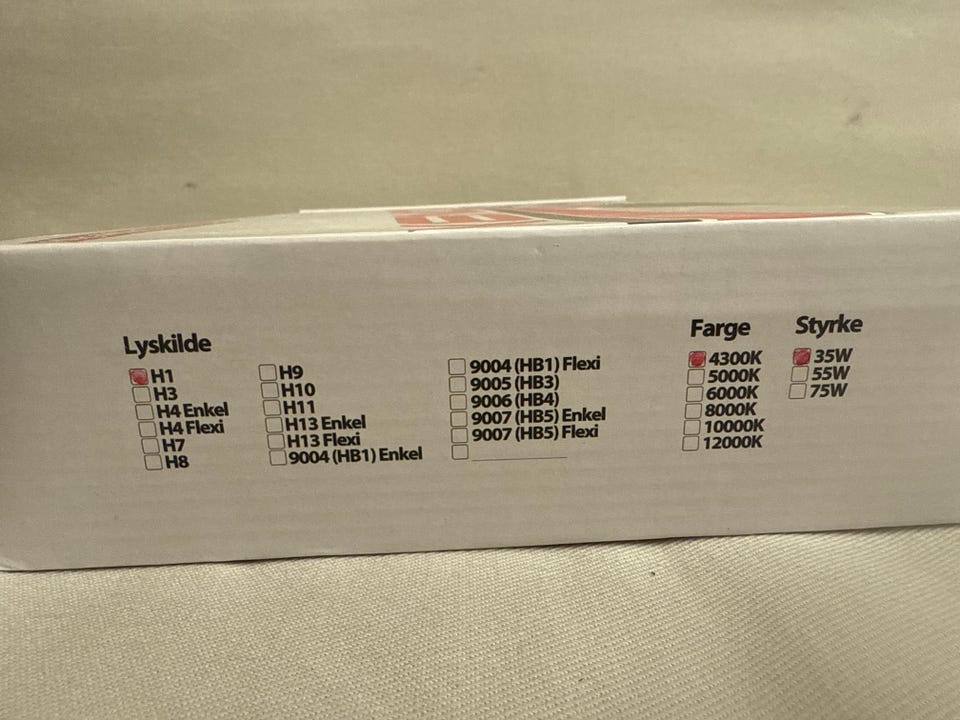 Lyskilde
H1
H3
H4 Enkel
H4 Flexi
H7
H8
H9
H10
H11
H13 Enkel
H13 Flexi
9004 (HB1) Enkel
9004 (HB1) Flexi
9005 (HB3)
9006 (HB4)
9007 (HB5) Enkel
9007 (HB5) Flexi
Farge
4300K
5000K
6000K
8000K
10000K
12000K
Styrke
35W
55W
75W